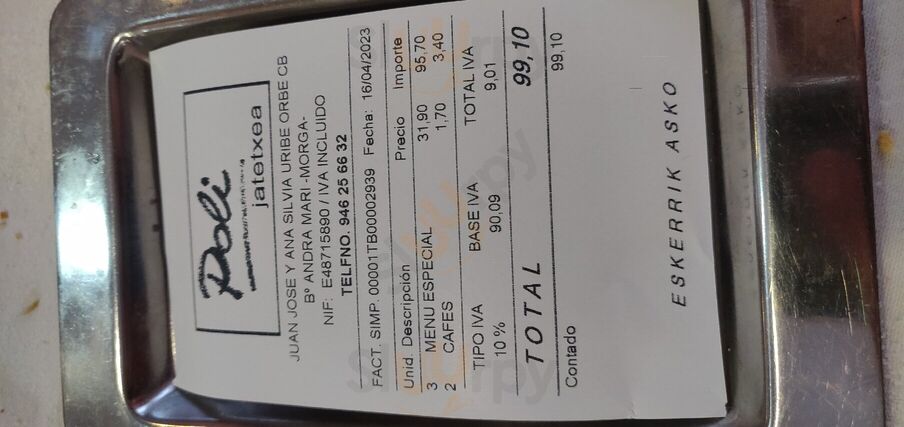 Poli
jatetxea
JUAN JOSE Y ANA SILVIA URIBE ORBE CB
Bº ANDRA MARI -MORGA-
NIF: E48715890 / IVA INCLUIDO
TELFNO. 946 25 66 32
FACT. SIMP. 00001TB00002939 Fecha: 16/04/2023
Unid. Descripción Precio Importe
3 MENU ESPECIAL 31,90 95,70
2 CAFES 1,70 3,40
TIPO IVA BASE IVA TOTAL IVA
10 % 90,09 9,01
TOTAL 99,10
Contado 99,10
ESKERRIK ASKO